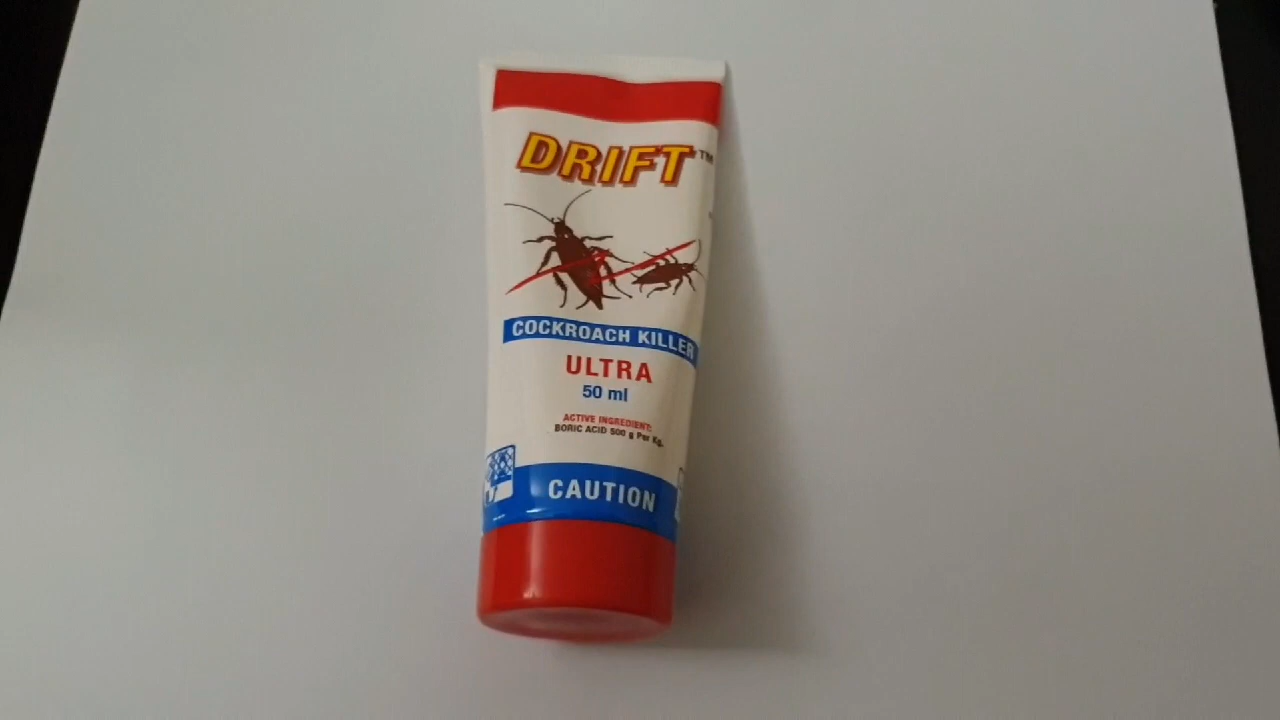 DRIFT™
COCKROACH KILLER
ULTRA
50 ml
ACTIVE INGREDIENT:
BORIC ACID 500 g Per Kg.
CAUTION